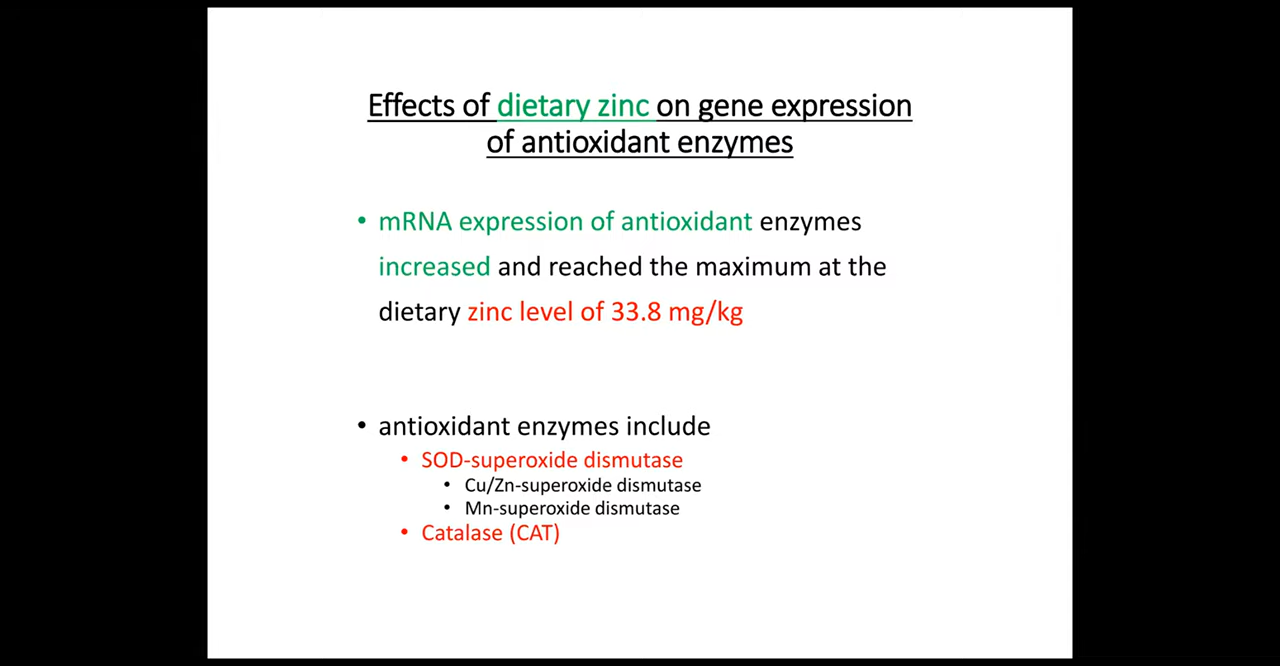 Effects of dietary zinc on gene expression
of antioxidant enzymes
• mRNA expression of antioxidant enzymes
increased and reached the maximum at the
dietary zinc level of 33.8 mg/kg
• antioxidant enzymes include
• SOD-superoxide dismutase
• Cu/Zn-superoxide dismutase
• Mn-superoxide dismutase
• Catalase (CAT)